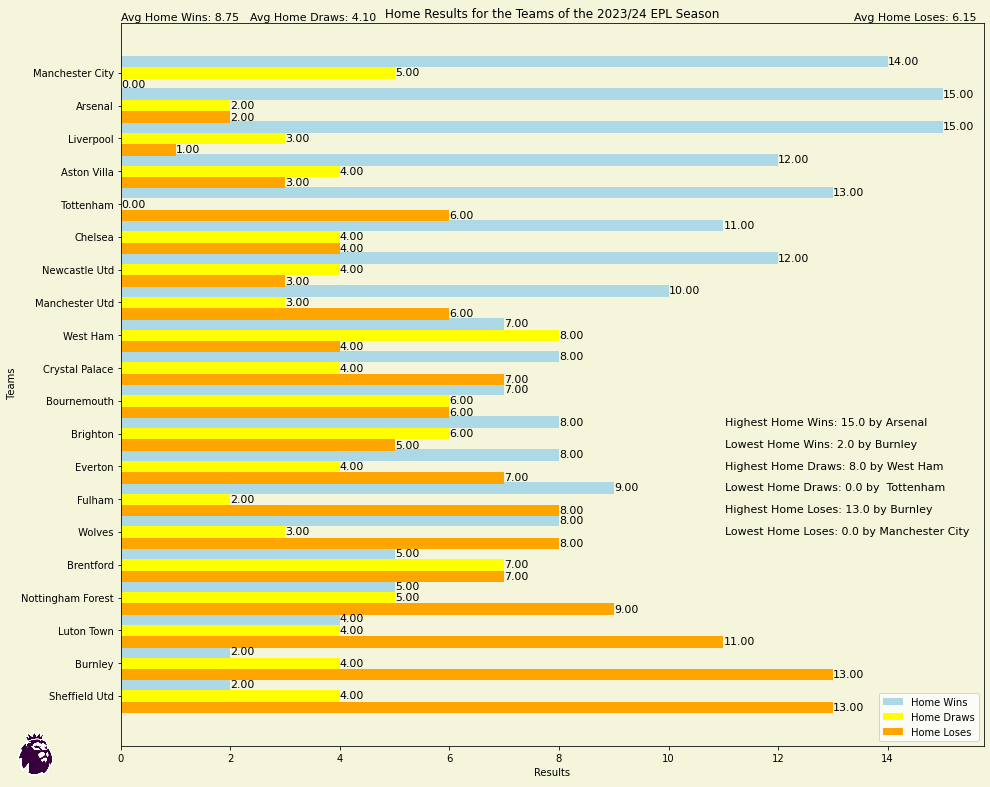 Avg Home Wins: 8.75 Avg Home Draws: 4.10 Home Results for the Teams of the 2023/24 EPL Season Avg Home Loses: 6.15
14.00
Manchester City 5.00
0.00
15.00
Arsenal 2.00
2.00
15.00
Liverpool 3.00
1.00
12.00
Aston Villa 4.00
3.00
13.00
Tottenham 0.00
6.00
11.00
Chelsea 4.00
4.00
12.00
Newcastle Utd 4.00
3.00
10.00
Manchester Utd 3.00
6.00
7.00
West Ham 8.00
4.00
8.00
Crystal Palace 4.00
7.00
7.00
Bournemouth 6.00
6.00
8.00
Brighton 6.00
5.00
8.00
Everton 4.00
7.00
9.00
Fulham 2.00
8.00
8.00
Wolves 3.00
8.00
5.00
Brentford 7.00
7.00
5.00
Nottingham Forest 5.00
9.00
4.00
Luton Town 4.00
11.00
2.00
Burnley 4.00
13.00
2.00
Sheffield Utd 4.00
13.00
Teams
Highest Home Wins: 15.0 by Arsenal
Lowest Home Wins: 2.0 by Burnley
Highest Home Draws: 8.0 by West Ham
Lowest Home Draws: 0.0 by  Tottenham
Highest Home Loses: 13.0 by Burnley
Lowest Home Loses: 0.0 by Manchester City
Home Wins
Home Draws
Home Loses
0 2 4 6 8 10 12 14
Results